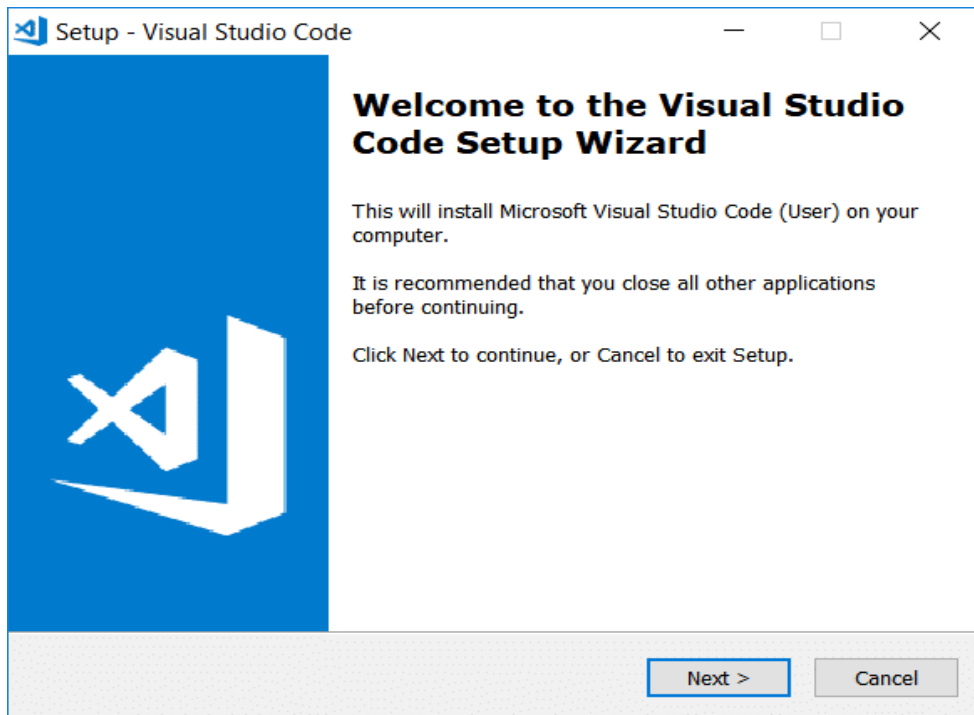 Setup - Visual Studio Code
Welcome to the Visual Studio
Code Setup Wizard
This will install Microsoft Visual Studio Code (User) on your
computer.
It is recommended that you close all other applications
before continuing.
Click Next to continue, or Cancel to exit Setup.
Next >
Cancel